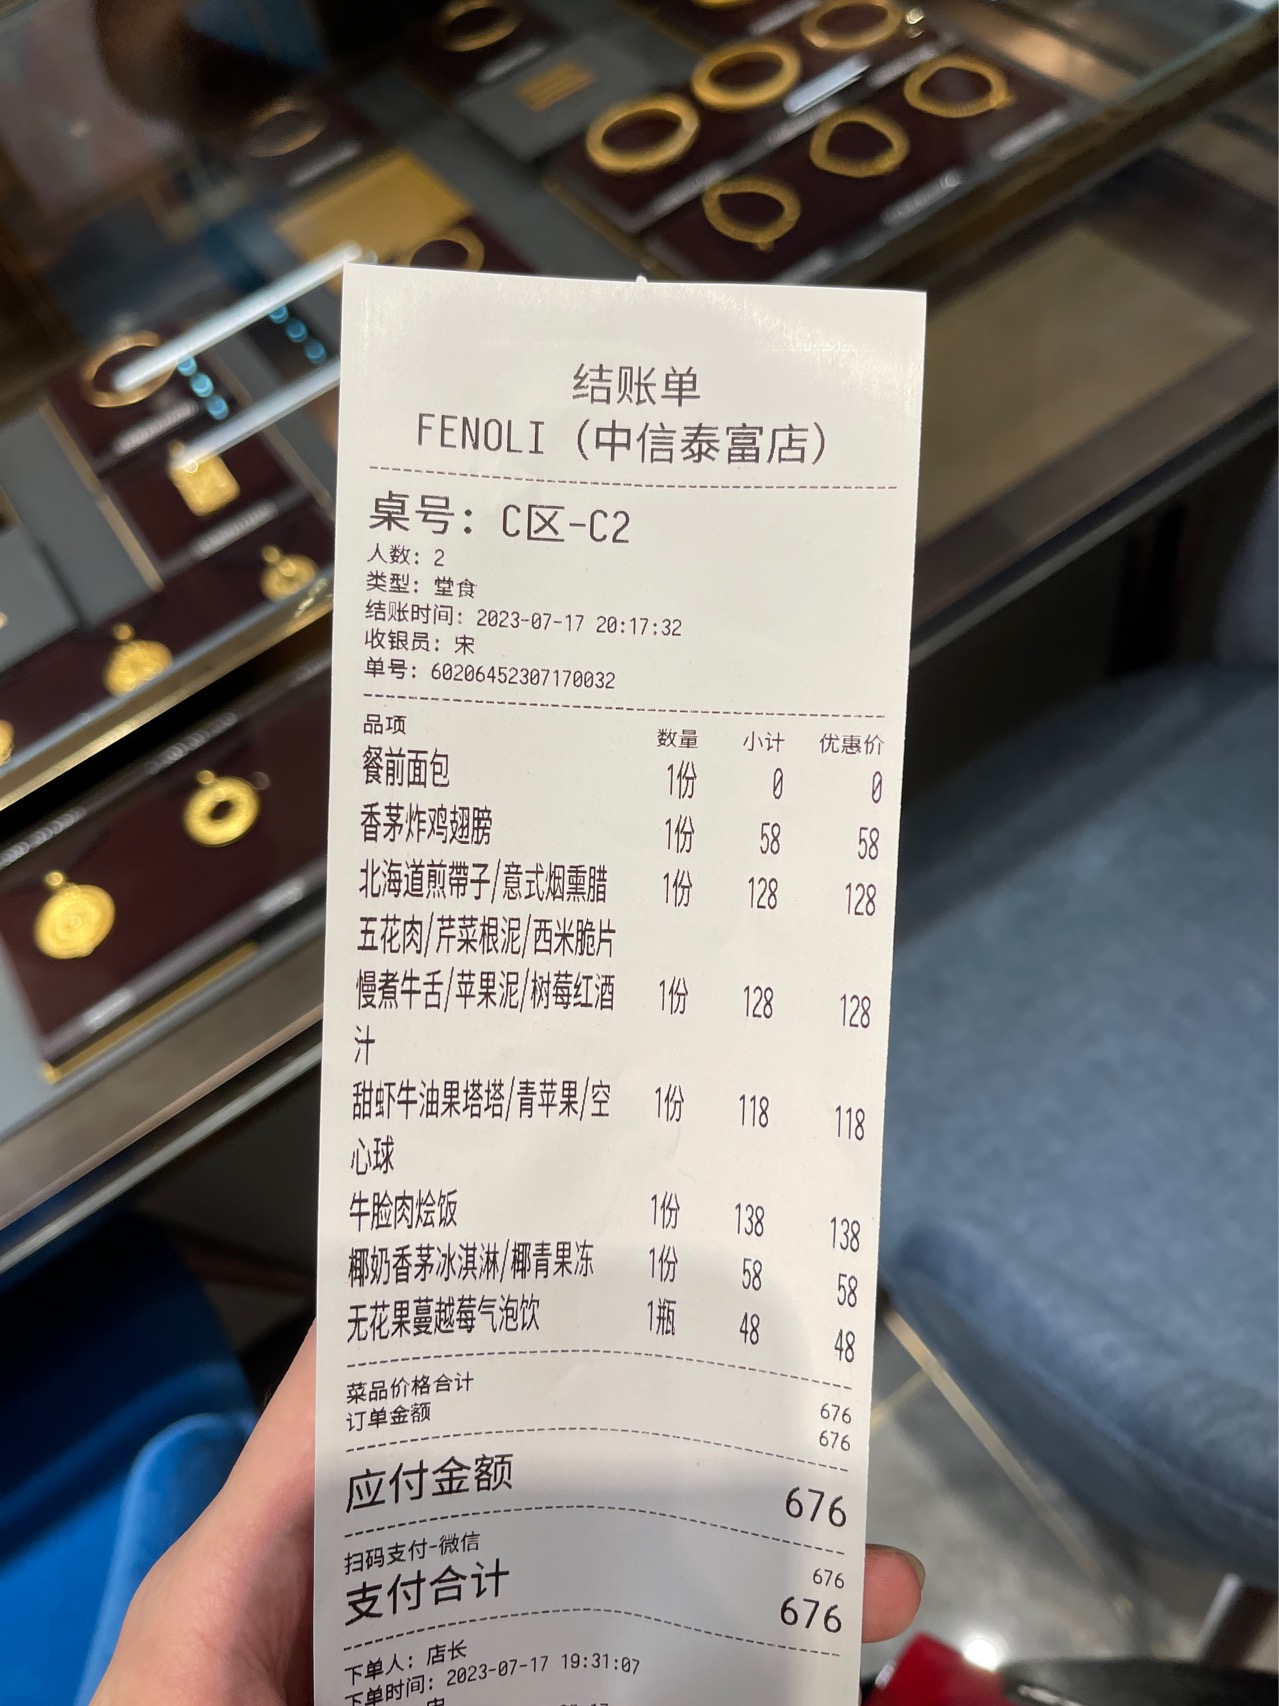 结账单
FENOLI（中信泰富店）
桌号：C区-C2
人数：2
类型：堂食
结账时间：2023-07-17 20:17:32
收银员：宋
单号：60206452307170032
品项 数量 小计 优惠价
餐前面包 1份 0 0
香茅炸鸡翅膀 1份 58 58
北海道煎帶子/意式烟熏腊 1份 128 128
五花肉/芹菜根泥/西米脆片
慢煮牛舌/苹果泥/树莓红酒 1份 128 128
汁
甜虾牛油果塔塔/青苹果/空 1份 118 118
心球
牛脸肉烩饭 1份 138 138
椰奶香茅冰淇淋/椰青果冻 1份 58 58
无花果蔓越莓气泡饮 1瓶 48 48
菜品价格合计 676
订单金额 676
应付金额 676
扫码支付-微信 676
支付合计 676
下单人：店长
下单时间：2023-07-17 19:31:07